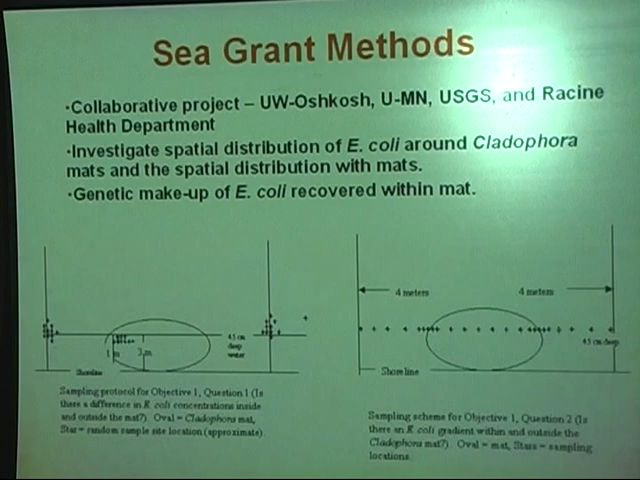 Sea Grant Methods
•Collaborative project – UW-Oshkosh, U-MN, USGS, and Racine
Health Department
•Investigate spatial distribution of E. coli around Cladophora
mats and the spatial distribution with mats.
•Genetic make-up of E. coli recovered within mat.
4 meters
4 meters
45 cm
deep
water
1 m
3 m
45 cm deep
Shoreline
Shoreline
Sampling protocol for Objective 1, Question 1 (Is
there a difference in E. coli concentrations inside
and outside the mat?). Oval = Cladophora mat,
Star = random sample site location (approximate).
Sampling scheme for Objective 1, Question 2 (Is
there an E. coli gradient within and outside the
Cladophora mat?). Oval = mat, Stars = sampling
locations.